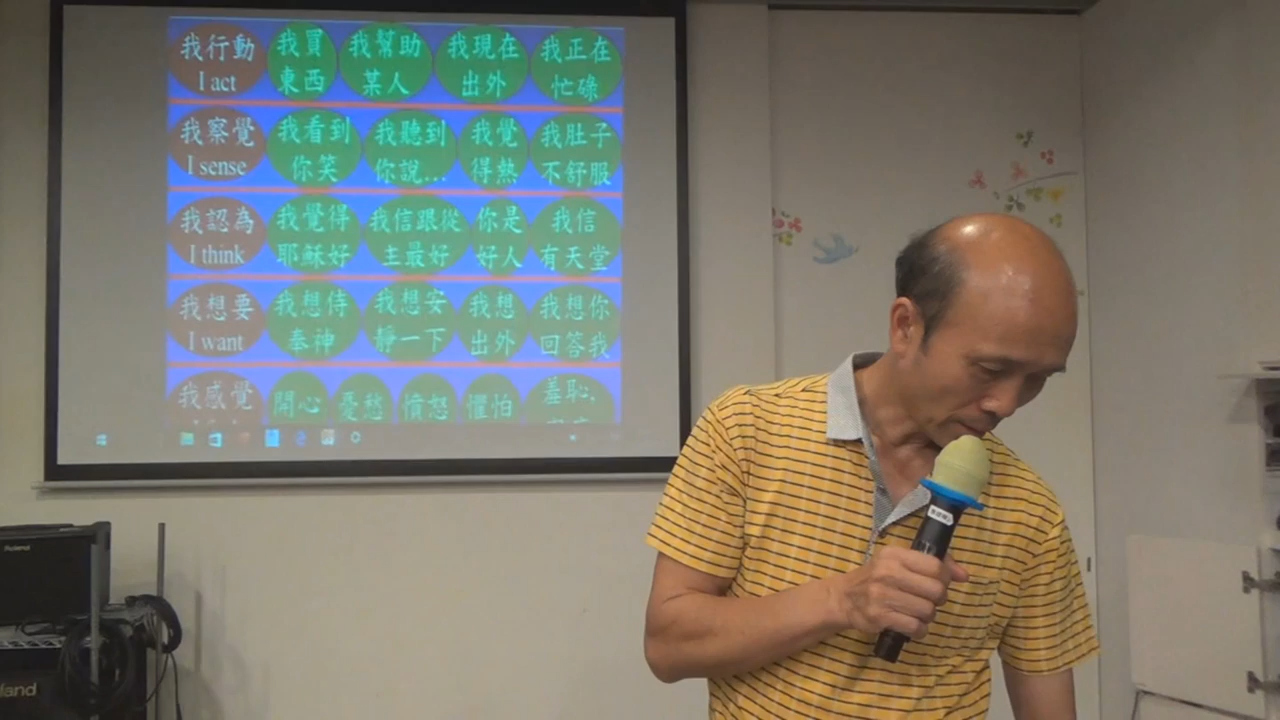 我行動 我買 我幫助 我現在 我正在
I act 東西 某人 出外 忙碌
我察覺 我看到 我聽到 我覺 我肚子
I sense 你笑 你說... 得熱 不舒服
我認為 我覺得 我信跟從 你是 我信
I think 耶穌好 主最好 好人 有天堂
我想要 我想侍 我想安 我想 我想你
I want 奉神 靜一下 出外 回答我
我感覺 開心 憂愁 憤怒 懼怕 羞恥,
Roland
land